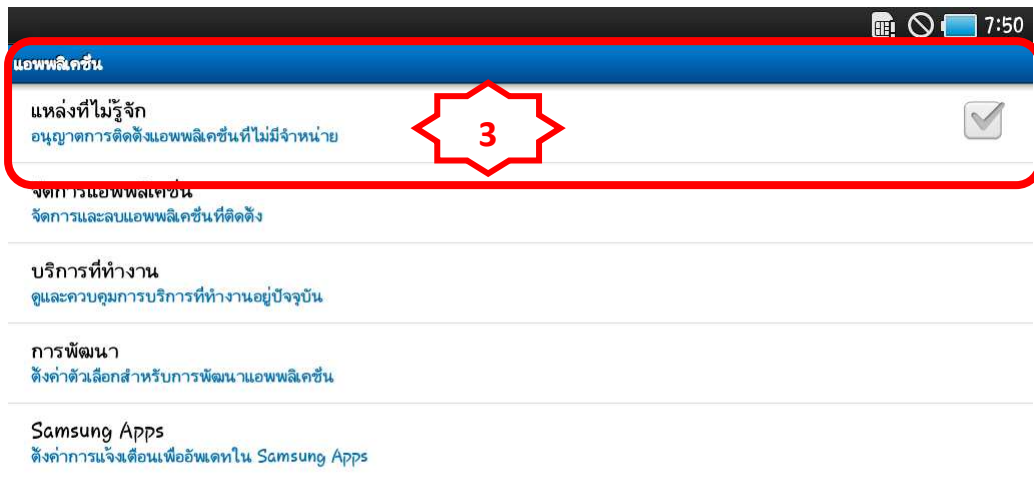 7:50
แอพพลิเคชั่น
แหล่งที่ไม่รู้จัก
อนุญาตการติดตั้งแอพพลิเคชั่นที่ไม่มีจำหน่าย
3
จัดการแอพพลิเคชั่น
จัดการและลบแอพพลิเคชั่นที่ติดตั้ง
บริการที่ทำงาน
ดูและควบคุมการบริการที่ทำงานอยู่ปัจจุบัน
การพัฒนา
ตั้งค่าตัวเลือกสำหรับการพัฒนาแอพพลิเคชั่น
Samsung Apps
ตั้งค่าการแจ้งเตือนเพื่ออัพเดทใน Samsung Apps